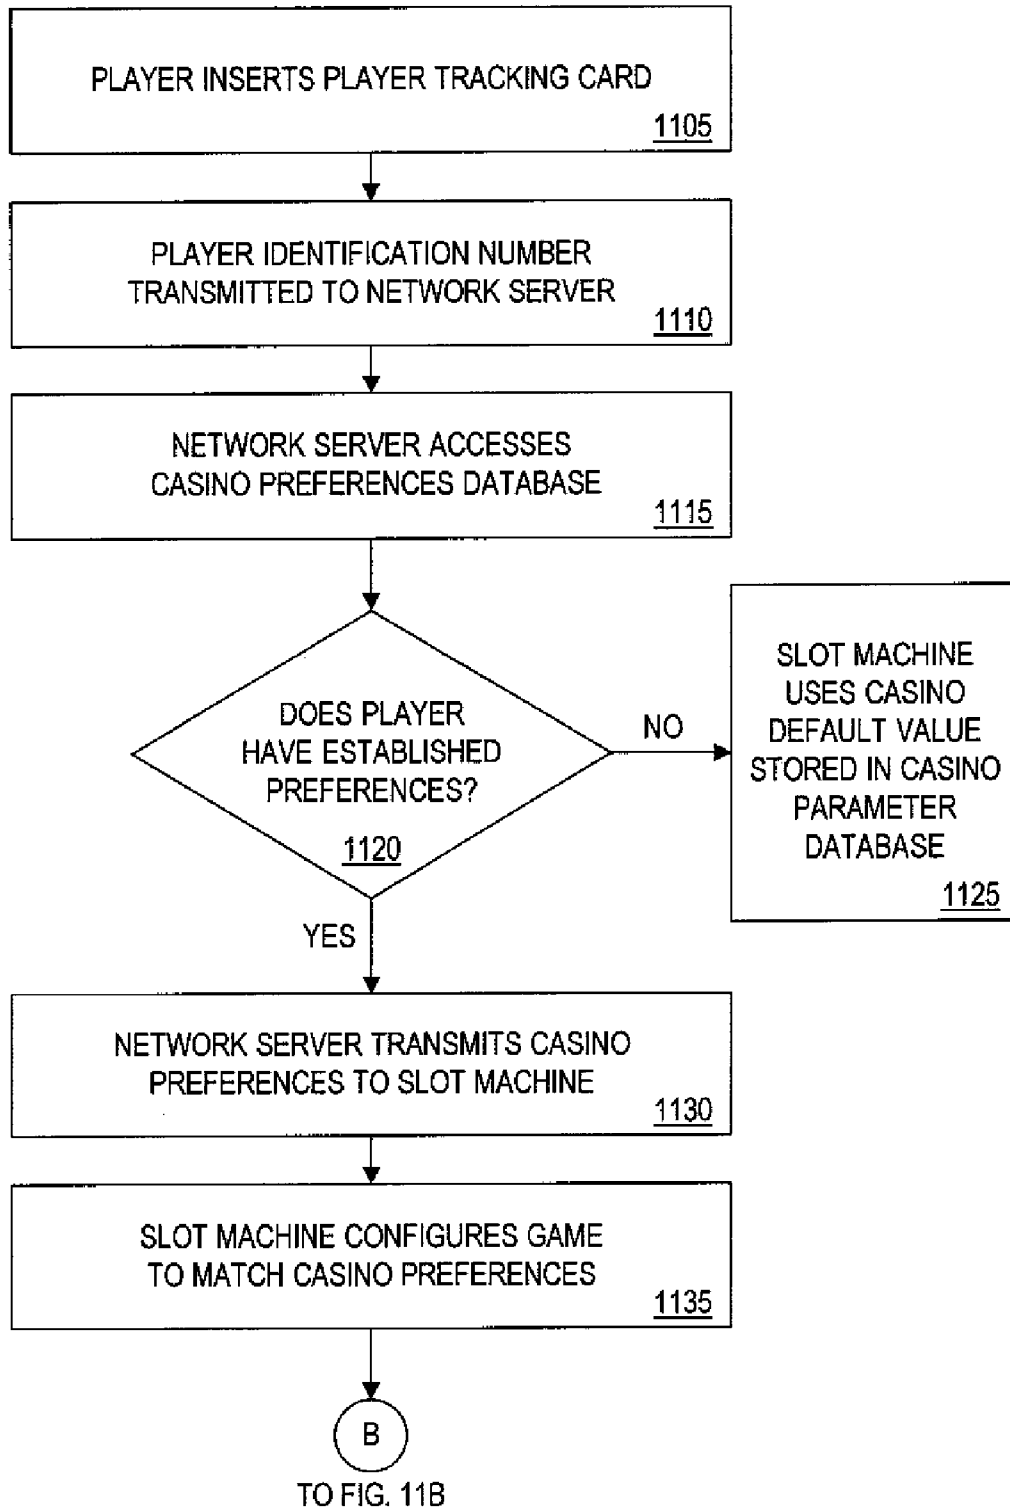 PLAYER INSERTS PLAYER TRACKING CARD
1105
PLAYER IDENTIFICATION NUMBER
TRANSMITTED TO NETWORK SERVER
1110
NETWORK SERVER ACCESSES
CASINO PREFERENCES DATABASE
1115
DOES PLAYER
HAVE ESTABLISHED
PREFERENCES?
1120
NO
SLOT MACHINE
USES CASINO
DEFAULT VALUE
STORED IN CASINO
PARAMETER
DATABASE
1125
YES
NETWORK SERVER TRANSMITS CASINO
PREFERENCES TO SLOT MACHINE
1130
SLOT MACHINE CONFIGURES GAME
TO MATCH CASINO PREFERENCES
1135
B
TO FIG. 11B